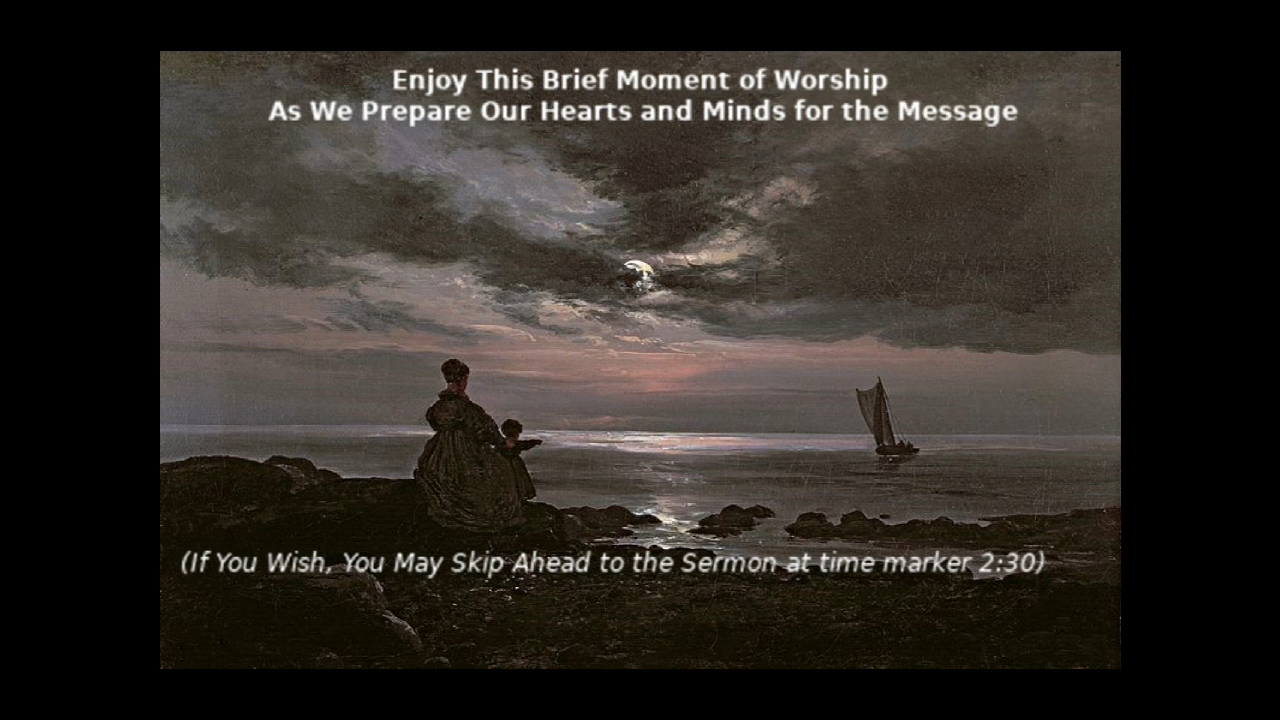 Enjoy This Brief Moment of Worship
As We Prepare Our Hearts and Minds for the Message
(If You Wish, You May Skip Ahead to the Sermon at time marker 2:30)